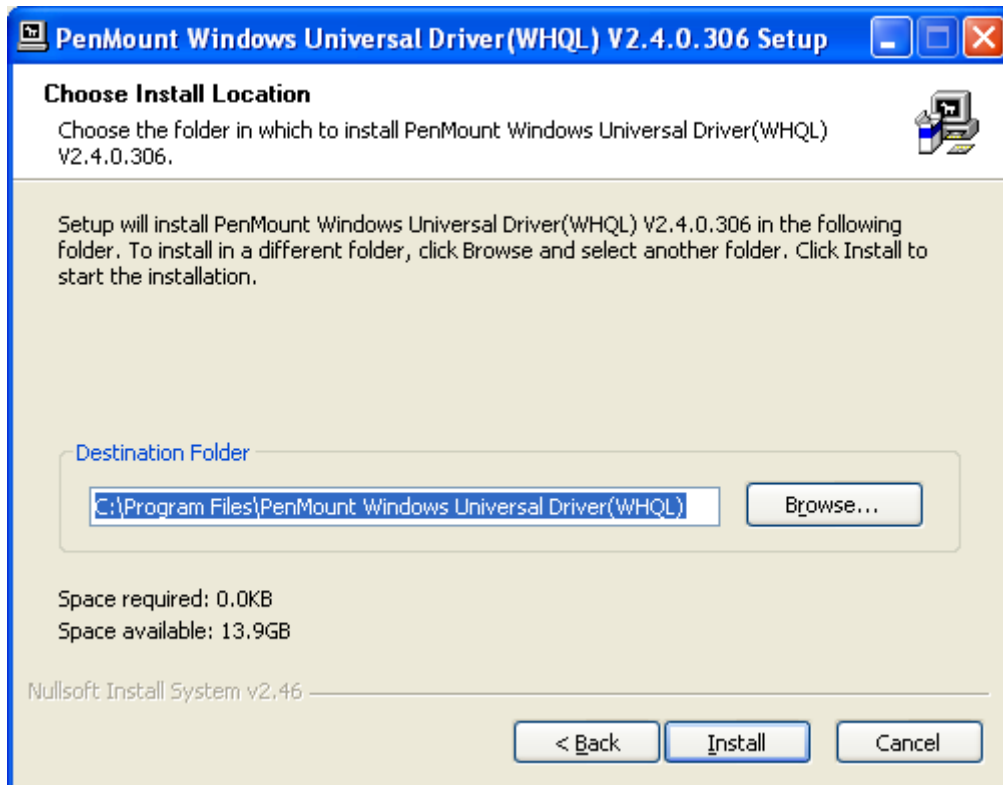 PenMount Windows Universal Driver(WHQL) V2.4.0.306 Setup
Choose Install Location
Choose the folder in which to install PenMount Windows Universal Driver(WHQL)
V2.4.0.306.
Setup will install PenMount Windows Universal Driver(WHQL) V2.4.0.306 in the following
folder. To install in a different folder, click Browse and select another folder. Click Install to
start the installation.
Destination Folder
C:\Program Files\PenMount Windows Universal Driver(WHQL)
Browse...
Space required: 0.0KB
Space available: 13.9GB
Nullsoft Install System v2.46
< Back
Install
Cancel